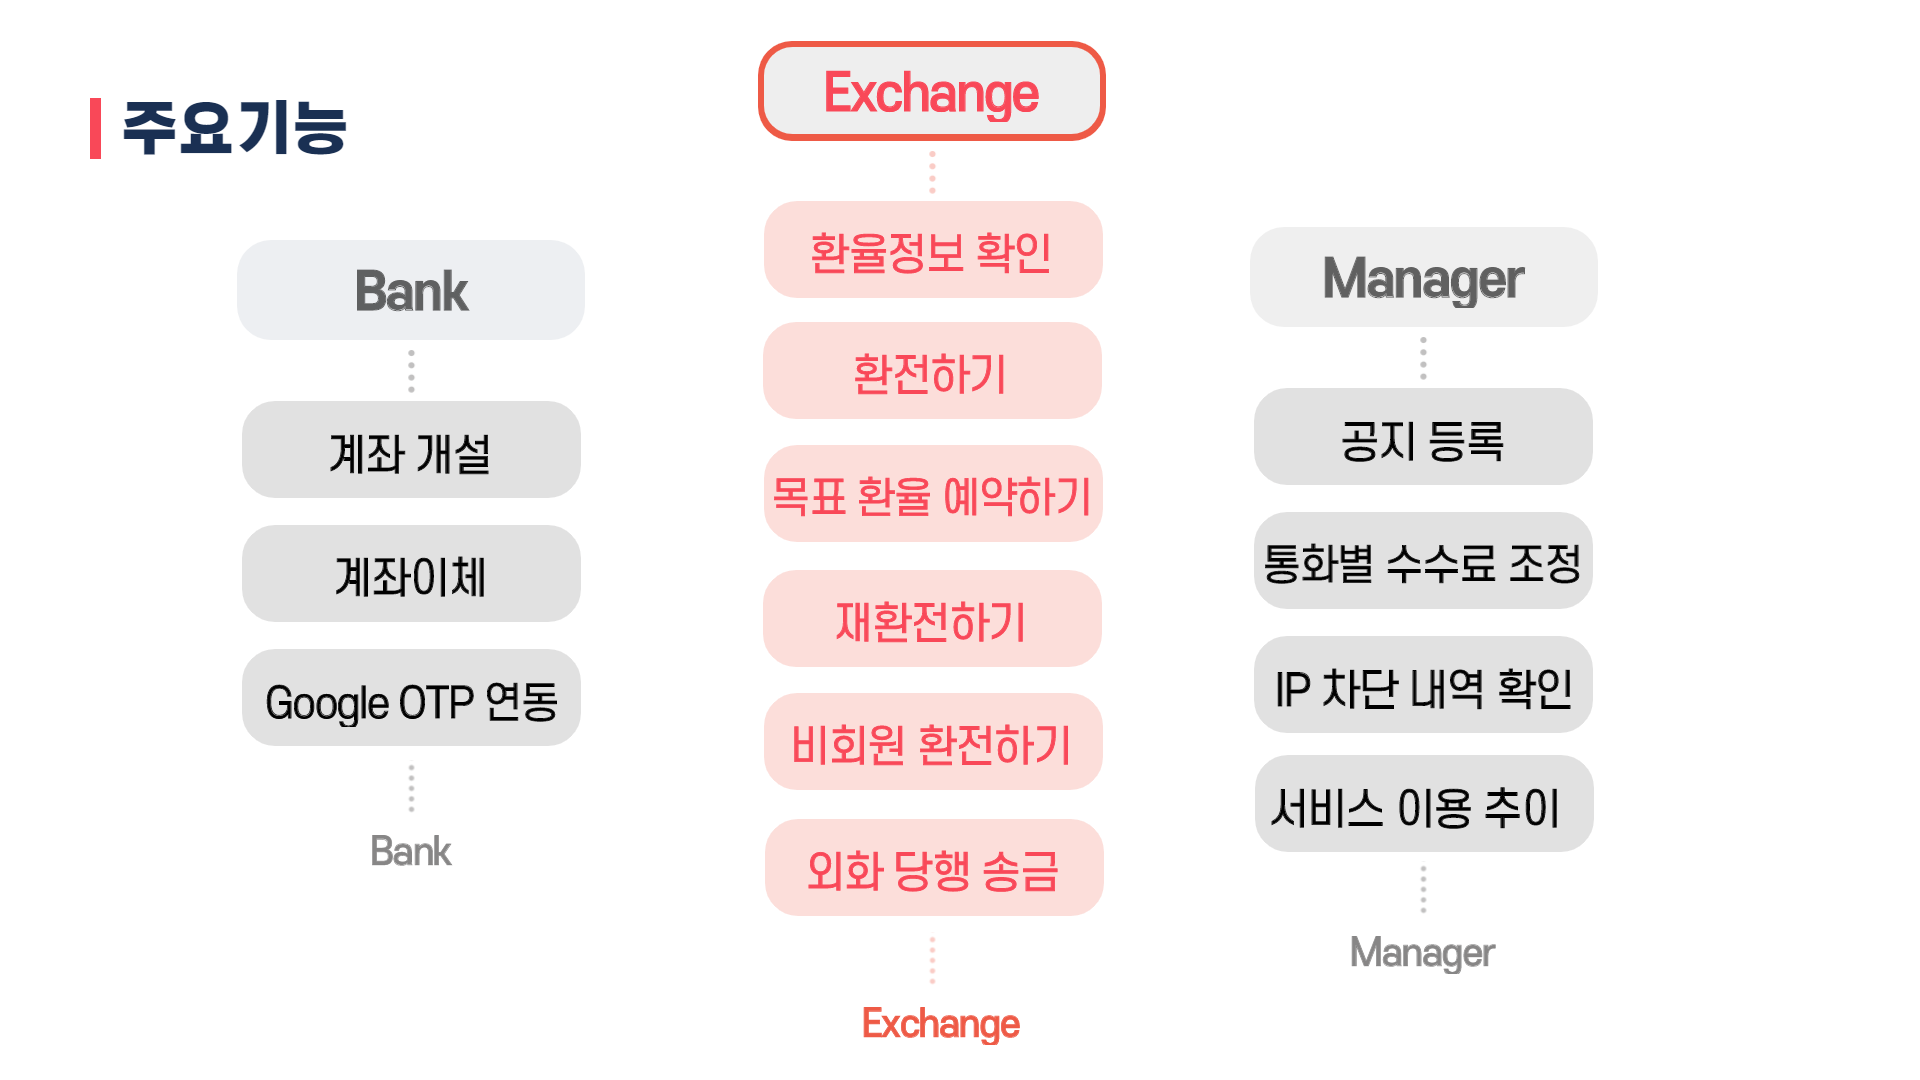 주요기능
Bank
계좌 개설
계좌이체
Google OTP 연동
Bank
Exchange
환율정보 확인
환전하기
목표 환율 예약하기
재환전하기
비회원 환전하기
외화 당행 송금
Exchange
Manager
공지 등록
통화별 수수료 조정
IP 차단 내역 확인
서비스 이용 추이
Manager